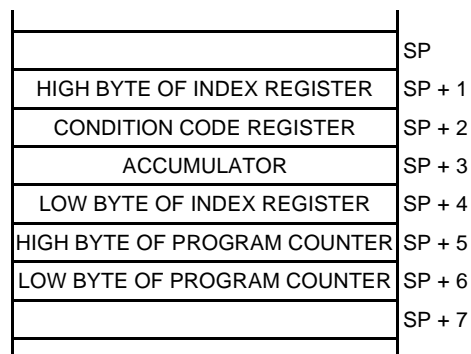 SP
HIGH BYTE OF INDEX REGISTER SP + 1
CONDITION CODE REGISTER SP + 2
ACCUMULATOR SP + 3
LOW BYTE OF INDEX REGISTER SP + 4
HIGH BYTE OF PROGRAM COUNTER SP + 5
LOW BYTE OF PROGRAM COUNTER SP + 6
SP + 7